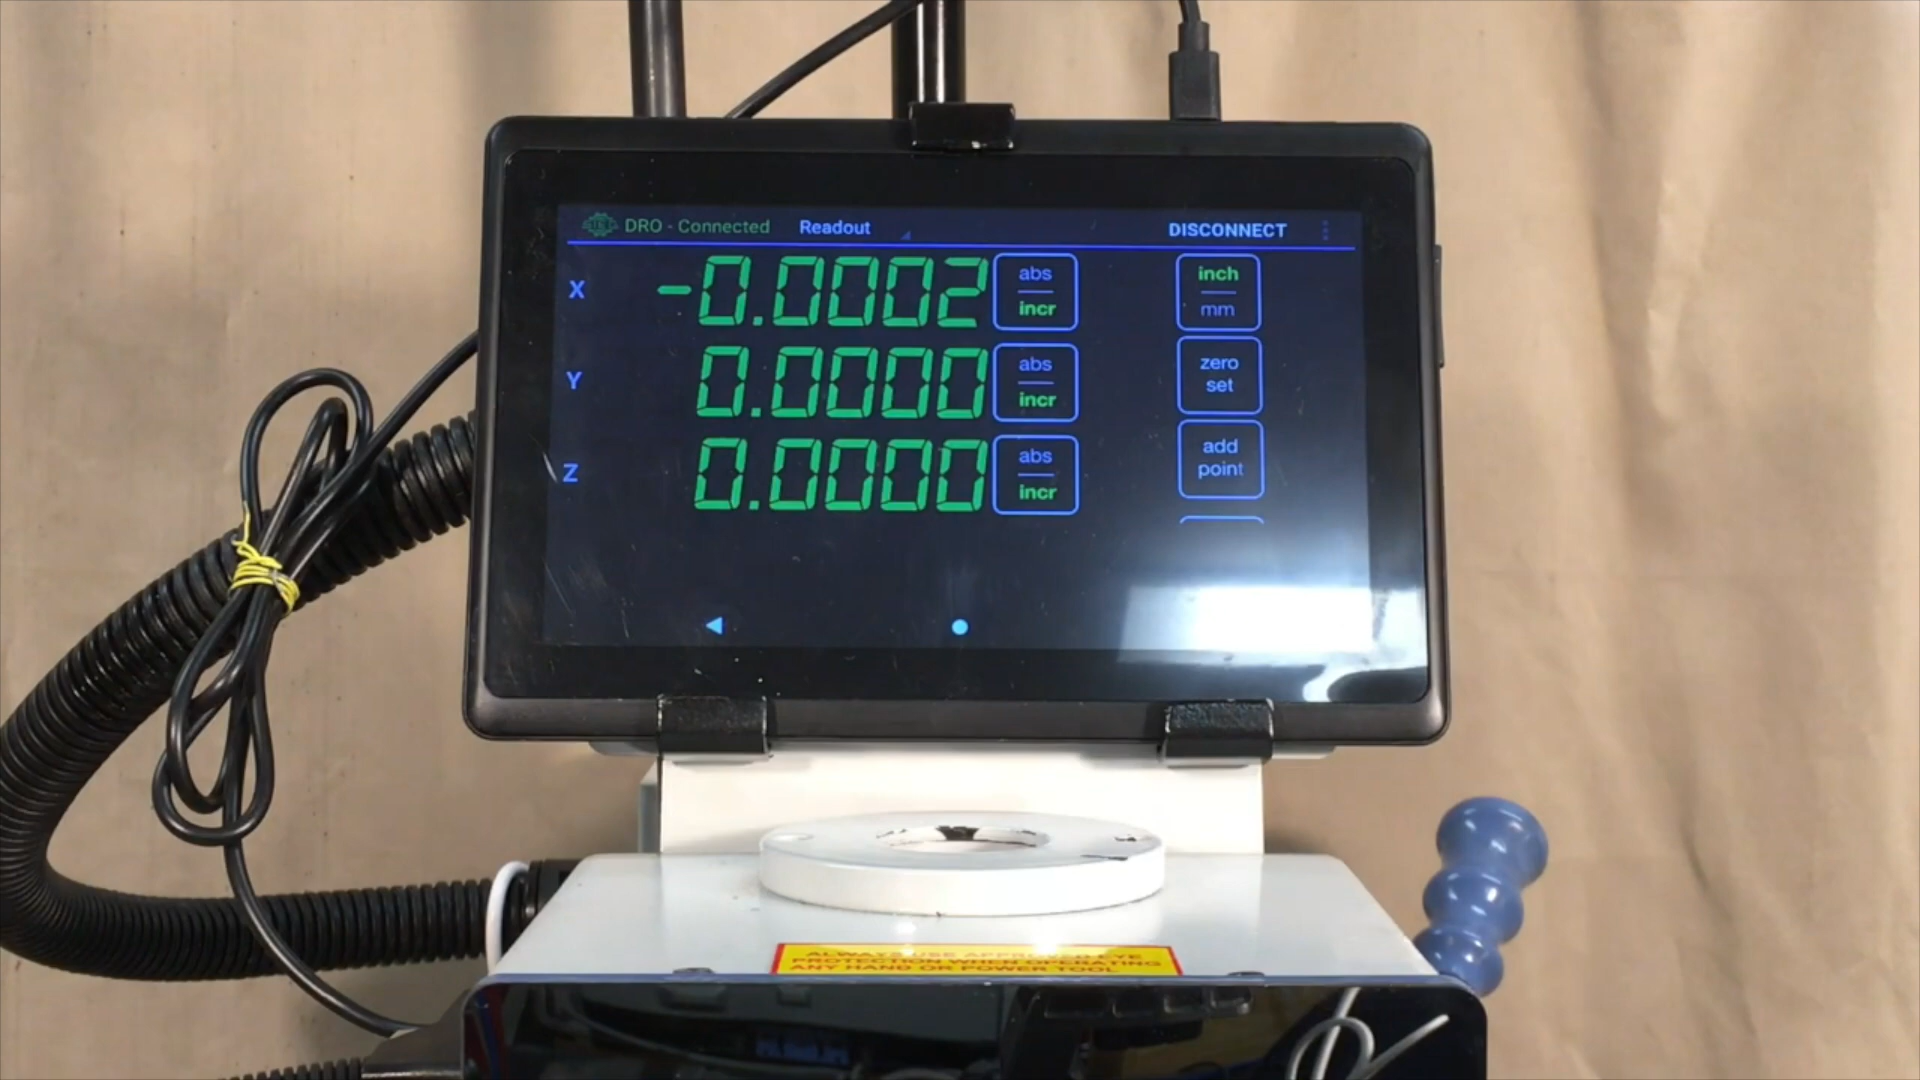 DRO - Connected Readout DISCONNECT
X -0.0002 abs incr
inch
mm
Y 0.0000 abs incr
zero
set
Z 0.0000 abs incr
add
point
ALWAYS USE APPROVED EYE
PROTECTION WHEN OPERATING
ANY HAND OR POWER TOOL